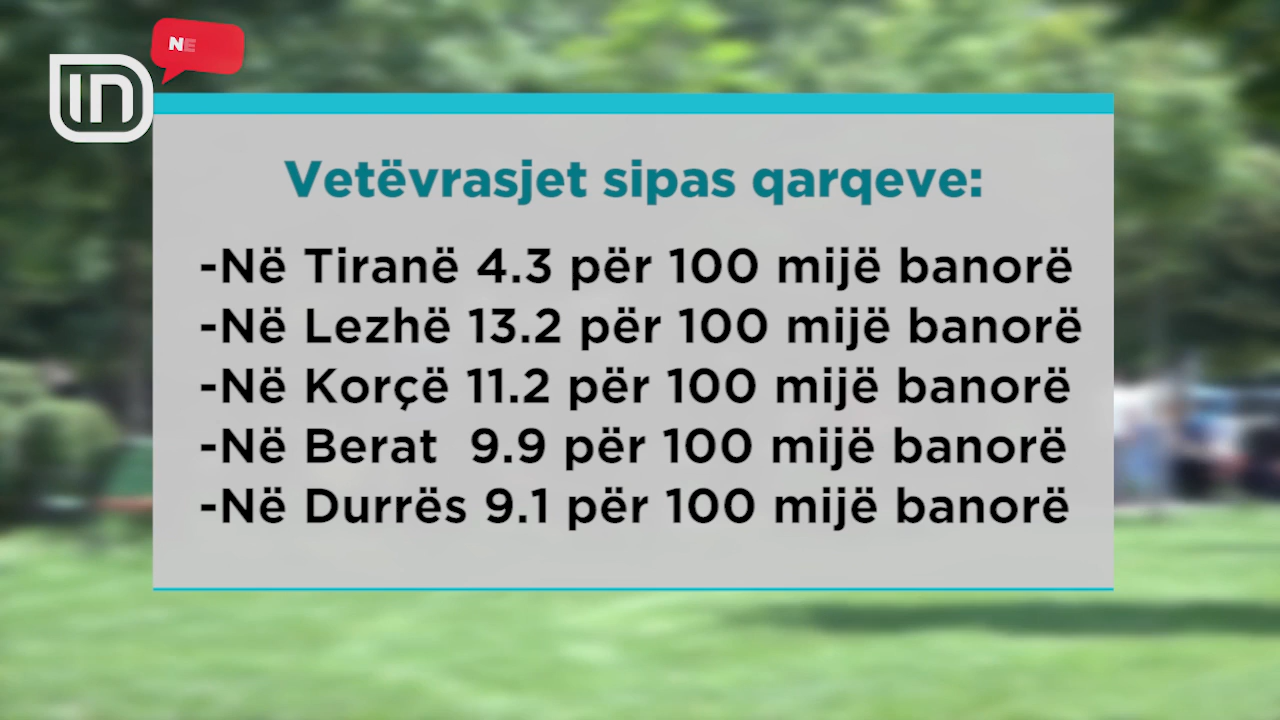 NE
IN
Vetëvrasjet sipas qarqeve:
-Në Tiranë 4.3 për 100 mijë banorë
-Në Lezhë 13.2 për 100 mijë banorë
-Në Korçë 11.2 për 100 mijë banorë
-Në Berat  9.9 për 100 mijë banorë
-Në Durrës 9.1 për 100 mijë banorë